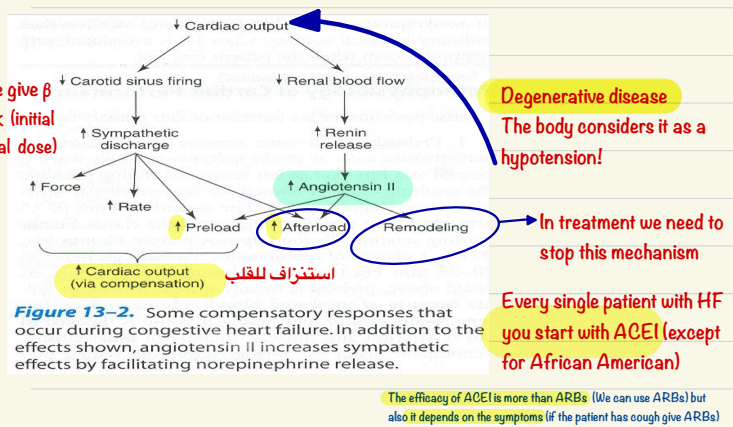 ↓ Cardiac output
↓ Carotid sinus firing
↓ Renal blood flow
e give β
k (initial
al dose)
↑ Sympathetic
discharge
↑ Renin
release
↑ Force
↑ Rate
↑ Preload
↑ Angiotensin II
↑ Afterload
Remodeling
↑ Cardiac output
(via compensation)
استنزاف للقلب
Figure 13–2. Some compensatory responses that
occur during congestive heart failure. In addition to the
effects shown, angiotensin II increases sympathetic
effects by facilitating norepinephrine release.
Degenerative disease
The body considers it as a
hypotension!
In treatment we need to
stop this mechanism
Every single patient with HF
you start with ACEI (except
for African American)
The efficacy of ACEI is more than ARBs (We can use ARBs) but
also it depends on the symptoms (if the patient has cough give ARBs)